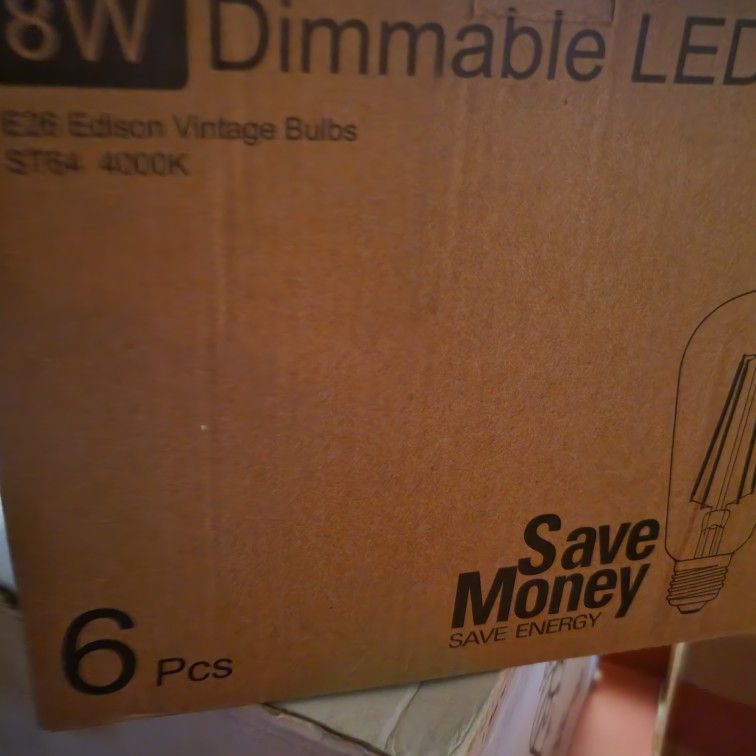 8W Dimmable LED
E26 Edison Vintage Bulbs
ST64 4000K
Save
Money
SAVE ENERGY
6 Pcs